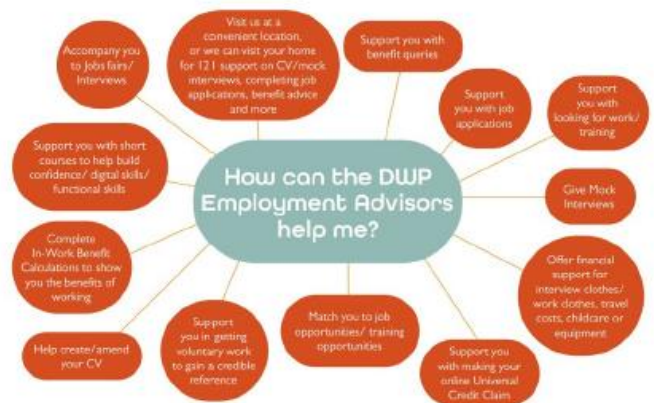 How can the DWP
Employment Advisors
help me?
Accompany you
to Jobs fairs/
Interviews
Visit us at a
convenient location,
or we can visit your home
for 121 support on CV/mock
interviews, completing job
applications, benefit advice
and more
Support you with
benefit queries
Support
you with job
applications
Support
you with
looking for work/
training
Give Mock
Interviews
Offer financial
support for
interview clothes/
work clothes, travel
costs, childcare or
equipment
Support you
with making your
online Universal
Credit Claim
Match you to job
opportunities/ training
opportunities
Support
you in getting
voluntary work
to gain a credible
reference
Help create/amend
your CV
Complete
In-Work Benefit
Calculations to show
you the benefits of
working
Support you with short
courses to help build
confidence/ digital skills/
functional skills